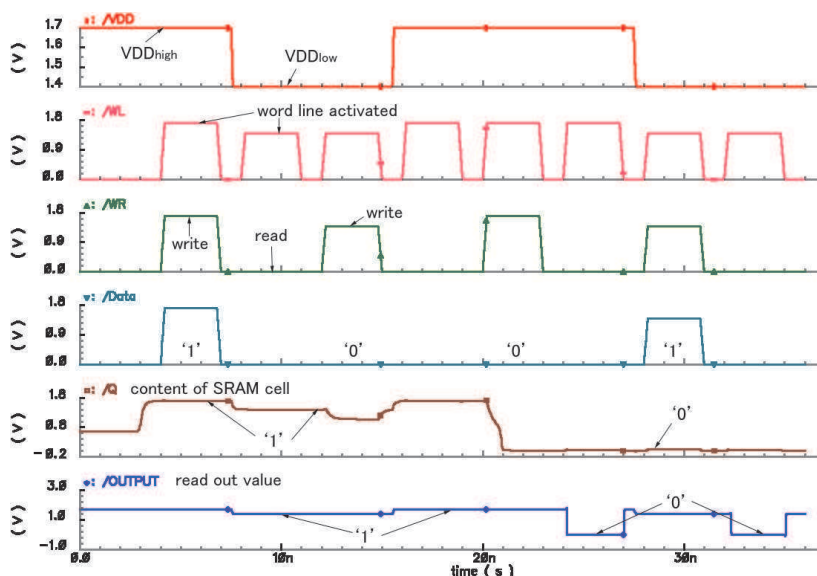 /VDD
1.7
1.6
1.5
1.4
(V)
VDDhigh
VDDlow
/WL
1.8
0.9
0.0
(V)
word line activated
/WR
1.8
0.9
0.0
(V)
write
read
write
/Data
1.8
0.9
0.0
(V)
‘1’
‘0’
‘0’
‘1’
/Q content of SRAM cell
1.8
0.8
-0.2
(V)
‘1’
‘0’
/OUTPUT read out value
3.0
1.0
-1.0
(V)
‘1’
‘0’
0.0
10n
20n
30n
time ( s )